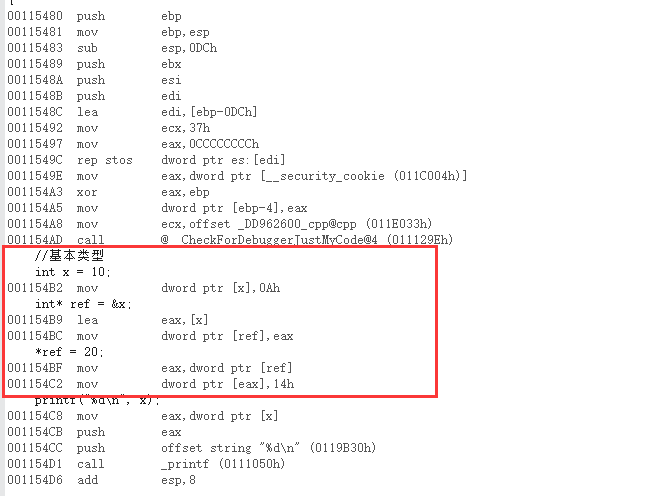 {
00115480 push ebp
00115481 mov ebp,esp
00115483 sub esp,0DCh
00115489 push ebx
0011548A push esi
0011548B push edi
0011548C lea edi,[ebp-0DCh]
00115492 mov ecx,37h
00115497 mov eax,0CCCCCCCCh
0011549C rep stos dword ptr es:[edi]
0011549E mov eax,dword ptr [__security_cookie (011C004h)]
001154A3 xor eax,ebp
001154A5 mov dword ptr [ebp-4],eax
001154A8 mov ecx,offset _DD962600_cpp@cpp (011E033h)
001154AD call @__CheckForDebuggerJustMyCode@4 (011129Eh)
//基本类型
int x = 10;
001154B2 mov dword ptr [x],0Ah
int* ref = &x;
001154B9 lea eax,[x]
001154BC mov dword ptr [ref],eax
*ref = 20;
001154BF mov eax,dword ptr [ref]
001154C2 mov dword ptr [eax],14h
printf("%d\n", x);
001154C8 mov eax,dword ptr [x]
001154CB push eax
001154CC push offset string "%d\n" (0119B30h)
001154D1 call _printf (0111050h)
001154D6 add esp,8